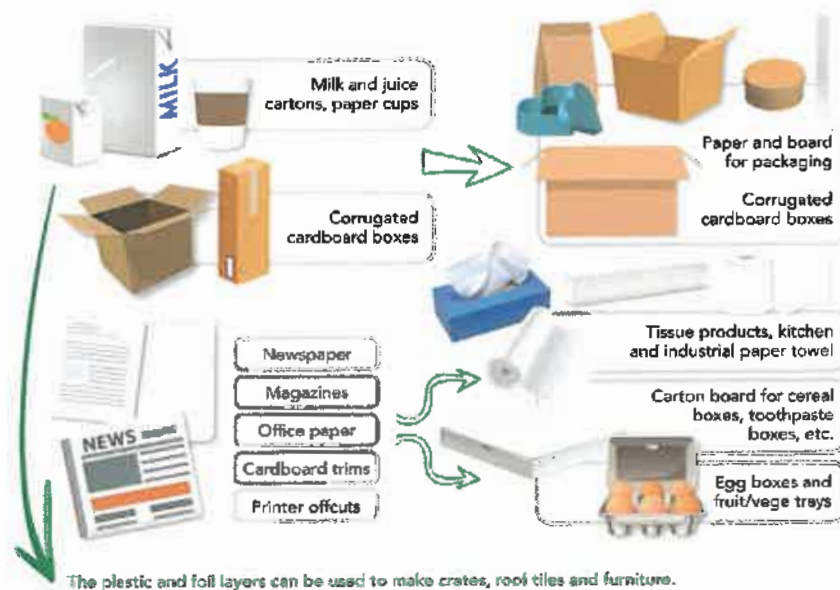 MILK
Milk and juice
cartons, paper cups
Corrugated
cardboard boxes
Paper and board
for packaging
Corrugated
cardboard boxes
Newspaper
Magazines
Office paper
Cardboard trims
Printer offcuts
NEWS
Tissue products, kitchen
and industrial paper towel
Carton board for cereal
boxes, toothpaste
boxes, etc.
Egg boxes and
fruit/vege trays
The plastic and foil layers can be used to make crates, roof tiles and furniture.